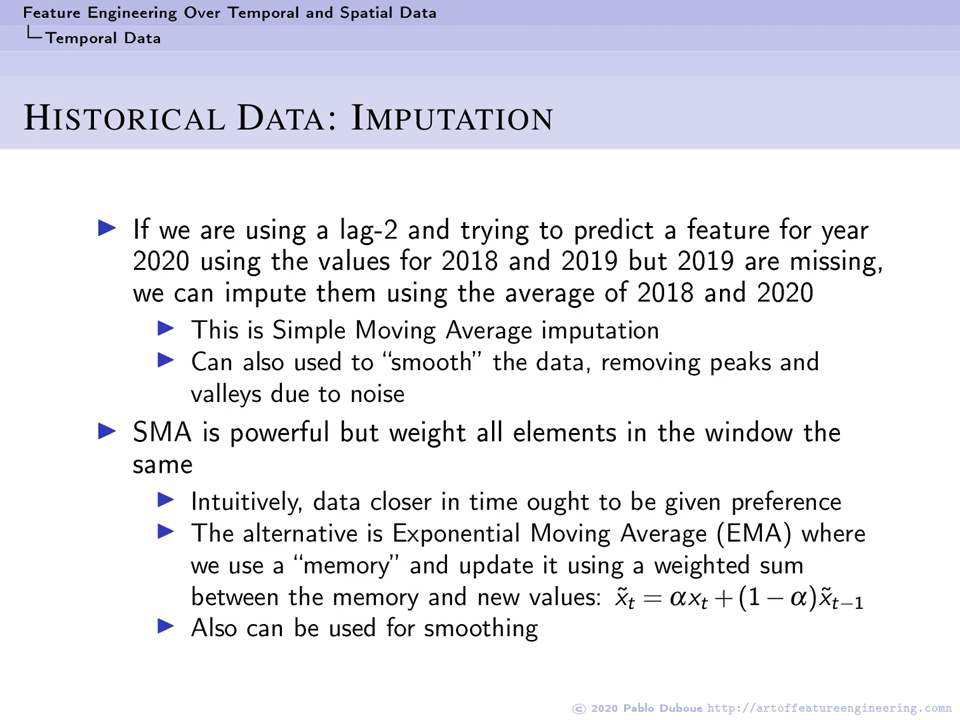 Feature Engineering Over Temporal and Spatial Data
Temporal Data
HISTORICAL DATA: IMPUTATION
▶ If we are using a lag-2 and trying to predict a feature for year
2020 using the values for 2018 and 2019 but 2019 are missing,
we can impute them using the average of 2018 and 2020
▶ This is Simple Moving Average imputation
▶ Can also used to “smooth” the data, removing peaks and
valleys due to noise
▶ SMA is powerful but weight all elements in the window the
same
▶ Intuitively, data closer in time ought to be given preference
▶ The alternative is Exponential Moving Average (EMA) where
we use a “memory” and update it using a weighted sum
between the memory and new values: x̃ₜ = αxₜ + (1 − α)x̃ₜ₋₁
▶ Also can be used for smoothing
© 2020 Pablo Duboue http://artoffeatureengineering.comn